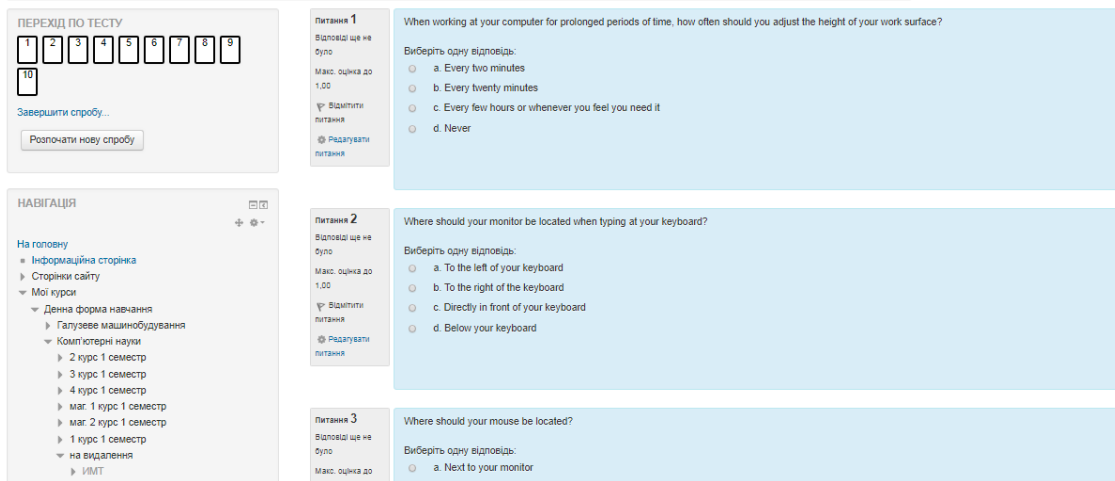 ПЕРЕХІД ПО ТЕСТУ
1 2 3 4 5 6 7 8 9
10
Завершити спробу...
Розпочати нову спробу
НАВІГАЦІЯ
На головну
Інформаційна сторінка
Сторінки сайту
Мої курси
Денна форма навчання
Галузеве машинобудування
Комп'ютерні науки
2 курс 1 семестр
3 курс 1 семестр
4 курс 1 семестр
маг. 1 курс 1 семестр
маг. 2 курс 1 семестр
1 курс 1 семестр
на видалення
ИМТ
Питання 1
Відповіді ще не
було
Макс. оцінка до
1,00
Відмітити
питання
Редагувати
питання
When working at your computer for prolonged periods of time, how often should you adjust the height of your work surface?
Виберіть одну відповідь:
a. Every two minutes
b. Every twenty minutes
c. Every few hours or whenever you feel you need it
d. Never
Питання 2
Відповіді ще не
було
Макс. оцінка до
1,00
Відмітити
питання
Редагувати
питання
Where should your monitor be located when typing at your keyboard?
Виберіть одну відповідь:
a. To the left of your keyboard
b. To the right of the keyboard
c. Directly in front of your keyboard
d. Below your keyboard
Питання 3
Відповіді ще не
було
Макс. оцінка до
Where should your mouse be located?
Виберіть одну відповідь:
a. Next to your monitor